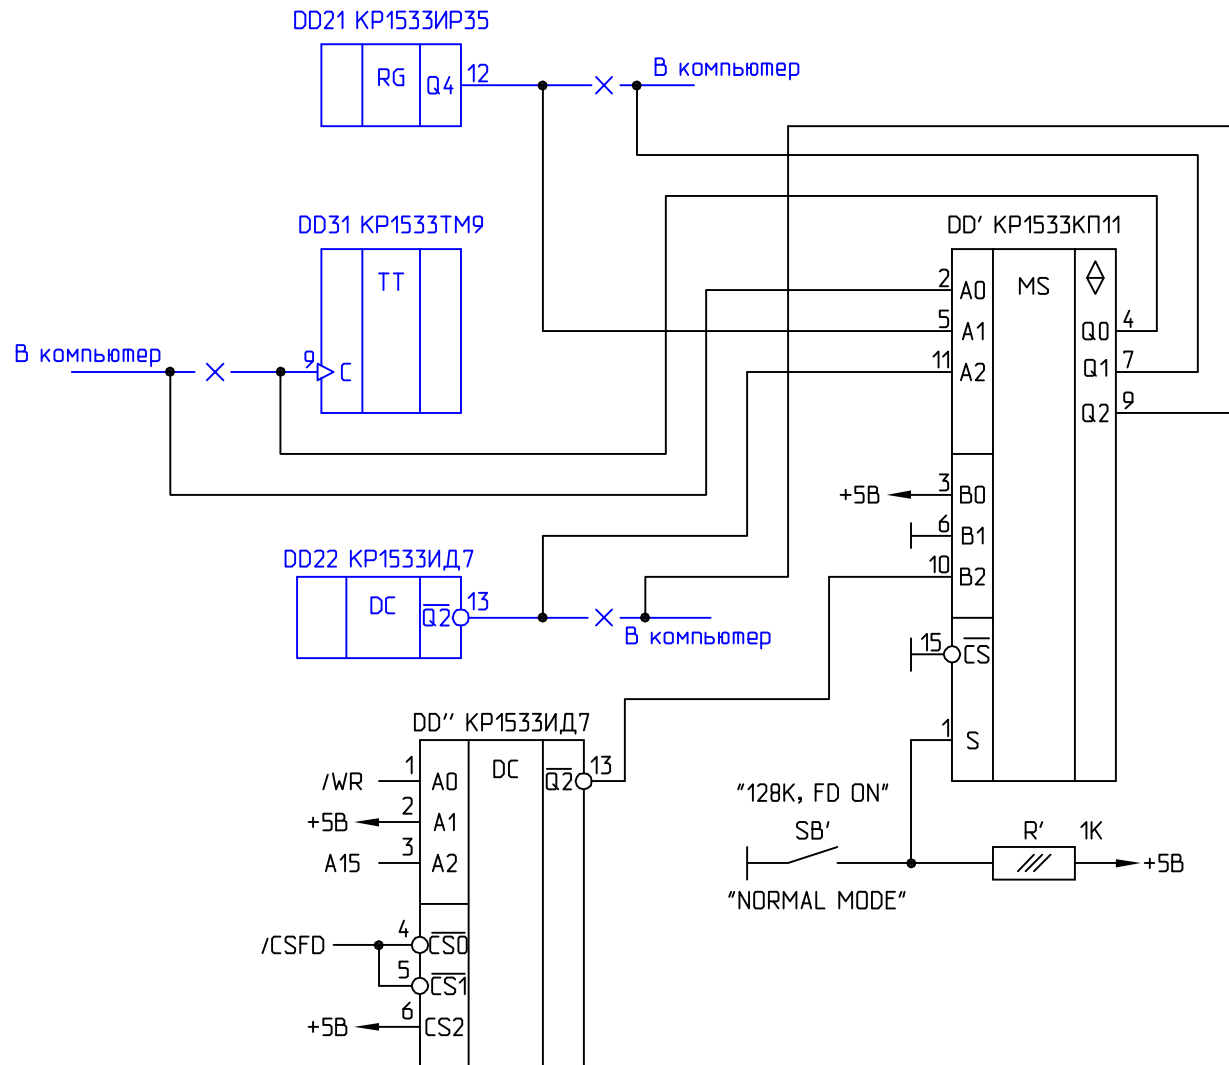 DD21 КР1533ИР35
RG
Q4
12
В компьютер
DD31 КР1533ТМ9
TT
В компьютер
9
C
DD' КР1533КП11
MS
2
A0
5
A1
11
A2
Q0
4
Q1
7
Q2
9
+5В
3
B0
6
B1
10
B2
15
CS
1
S
DD22 КР1533ИД7
DC
Q2
13
В компьютер
DD'' КР1533ИД7
DC
/WR
1
A0
Q2
13
+5В
2
A1
A15
3
A2
/CSFD
4
CS0
5
CS1
+5В
6
CS2
"128K, FD ON"
SB'
"NORMAL MODE"
R'
1К
+5В